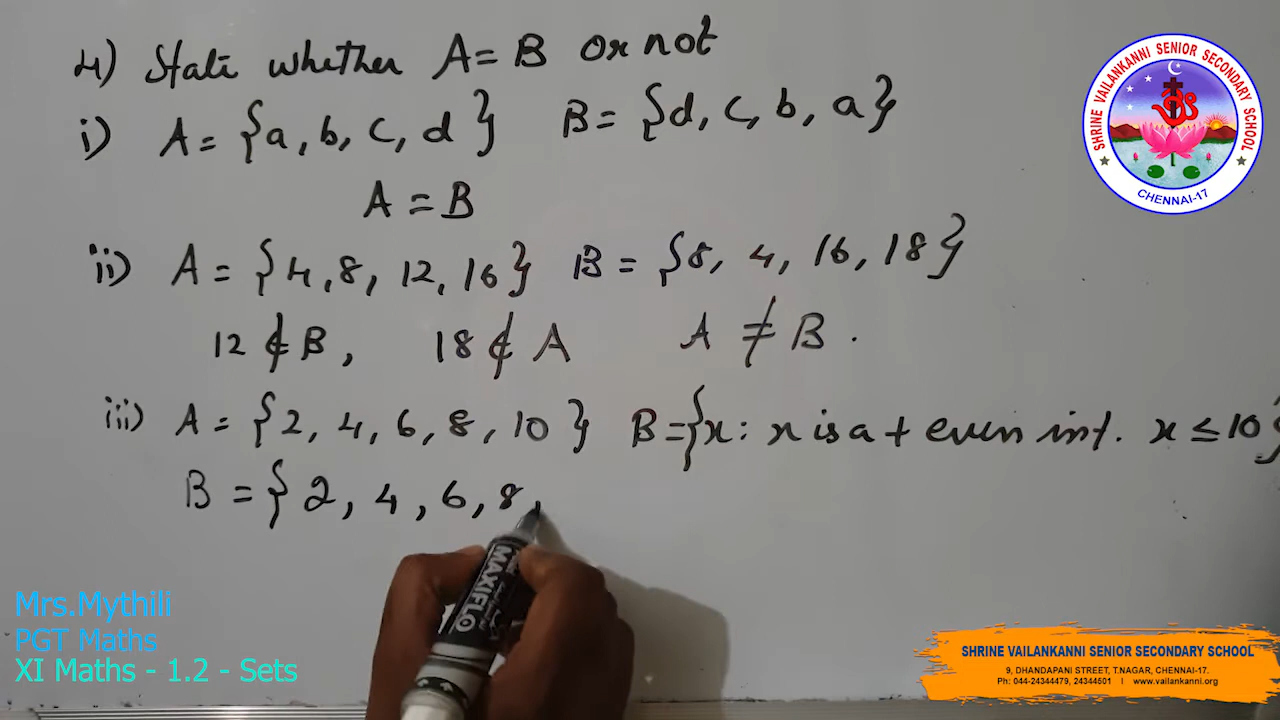 4) State whether A = B or not
i) A = {a, b, c, d} B = {d, c, b, a}
A = B
ii) A = {4, 8, 12, 16} B = {8, 4, 16, 18}
12 ∉ B, 18 ∉ A A ≠ B.
iii) A = {2, 4, 6, 8, 10} B = {x : x is a + even int. x ≤ 10}
B = { 2, 4, 6, 8,
MAXIFLO
SHRINE VAILANKANNI SENIOR SECONDARY SCHOOL
CHENNAI-17
Mrs.Mythili
PGT Maths
XI Maths - 1.2 - Sets
SHRINE VAILANKANNI SENIOR SECONDARY SCHOOL
9, DHANDAPANI STREET, T.NAGAR, CHENNAI-17.
Ph: 044-24344479, 24344501 I www.vailankanni.org